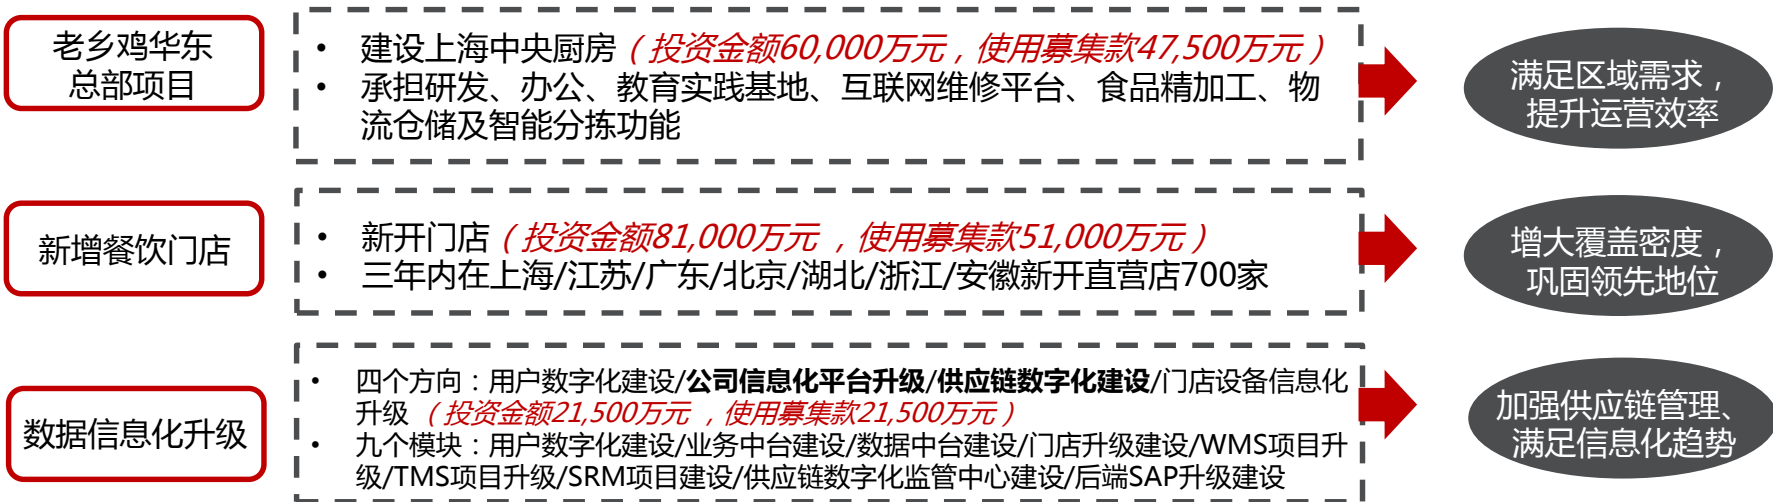 老乡鸡华东
总部项目
• 建设上海中央厨房（投资金额60,000万元，使用募集款47,500万元）
• 承担研发、办公、教育实践基地、互联网维修平台、食品精加工、物
流仓储及智能分拣功能
满足区域需求，
提升运营效率
新增餐饮门店
• 新开门店（投资金额81,000万元 ，使用募集款51,000万元）
• 三年内在上海/江苏/广东/北京/湖北/浙江/安徽新开直营店700家
增大覆盖密度，
巩固领先地位
数据信息化升级
• 四个方向：用户数字化建设/公司信息化平台升级/供应链数字化建设/门店设备信息化
升级 （投资金额21,500万元 ，使用募集款21,500万元）
• 九个模块：用户数字化建设/业务中台建设/数据中台建设/门店升级建设/WMS项目升
级/TMS项目升级/SRM项目建设/供应链数字化监管中心建设/后端SAP升级建设
加强供应链管理、
满足信息化趋势